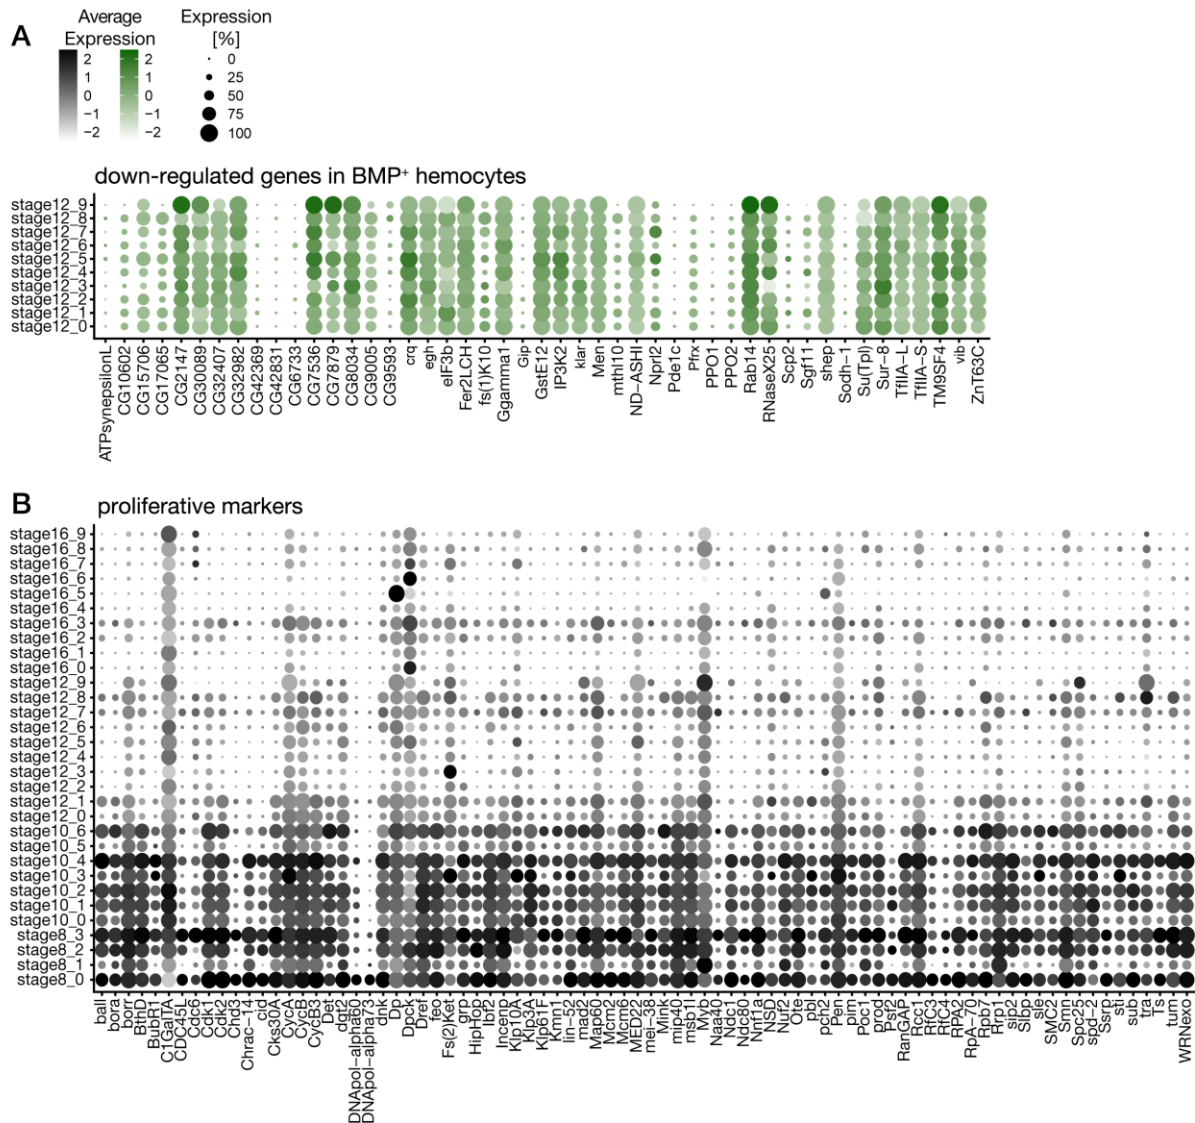 A
Average
Expression
2
1
0
−1
−2
2
1
0
−1
−2
Expression
[%]
0
25
50
75
100
down-regulated genes in BMP+ hemocytes
stage12_9
stage12_8
stage12_7
stage12_6
stage12_5
stage12_4
stage12_3
stage12_2
stage12_1
stage12_0
ATPsynepsilonL
CG10602
CG15706
CG17065
CG2147
CG30089
CG32407
CG32982
CG42369
CG42831
CG6733
CG7536
CG7879
CG8034
CG9005
CG9593
crq
egh
eIF3b
Fer2LCH
fs(1)K10
Ggamma1
Gip
GstE12
IP3K2
klar
Men
mthl10
ND-ASHI
Nprl2
Pde1c
Pfrx
PPO1
PPO2
Rab14
RNaseX25
Scp2
Sgf11
shep
Sodh-1
Su(Tpl)
Sur-8
TfIIA-L
TfIIA-S
TM9SF4
vib
ZnT63C
B
proliferative markers
stage16_9
stage16_8
stage16_7
stage16_6
stage16_5
stage16_4
stage16_3
stage16_2
stage16_1
stage16_0
stage12_9
stage12_8
stage12_7
stage12_6
stage12_5
stage12_4
stage12_3
stage12_2
stage12_1
stage12_0
stage10_6
stage10_5
stage10_4
stage10_3
stage10_2
stage10_1
stage10_0
stage8_3
stage8_2
stage8_1
stage8_0
ball
bora
borr
BthD
BubR1
C1GalTA
CDC45L
Cdc6
Cdk1
Cdk2
Chd3
Chrac-14
cid
Cks30A
CycA
CycB
CycB3
Det
dgt2
DNApol-alpha60
DNApol-alpha73
dnk
Dp
Dpck
Dref
feo
Fs(2)Ket
grp
HipHop
Incenp
Ibf2
Klp10A
Klp3A
Klp61F
Kmn1
lin-52
mad2
Map60
Mcm2
Mcm6
MED22
mei-38
Mink
mip40
msb1l
Myb
Naa40
Ndc1
Ndc80
Nnf1a
NSD
Nuf2
Ote
pbl
pch2
Pen
pim
Poc1
prod
Psf2
RanGAP
Rcc1
RfC3
RfC4
RPA2
RpA-70
Rpb7
Rrp1
sip2
Slbp
sle
SMC2
Smn
Spc25
spd-2
Ssrp
sti
sub
tra
Ts
tum
WRNexo